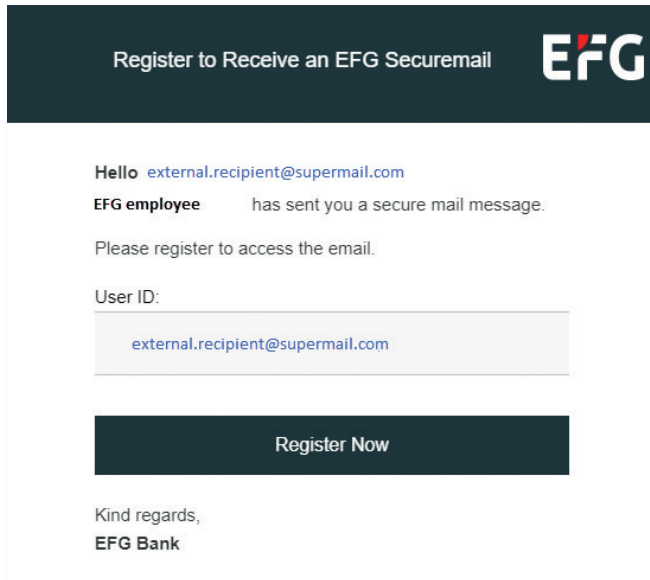 Register to Receive an EFG Securemail
EFG
Hello external.recipient@supermail.com
EFG employee has sent you a secure mail message.
Please register to access the email.
User ID:
external.recipient@supermail.com
Register Now
Kind regards,
EFG Bank